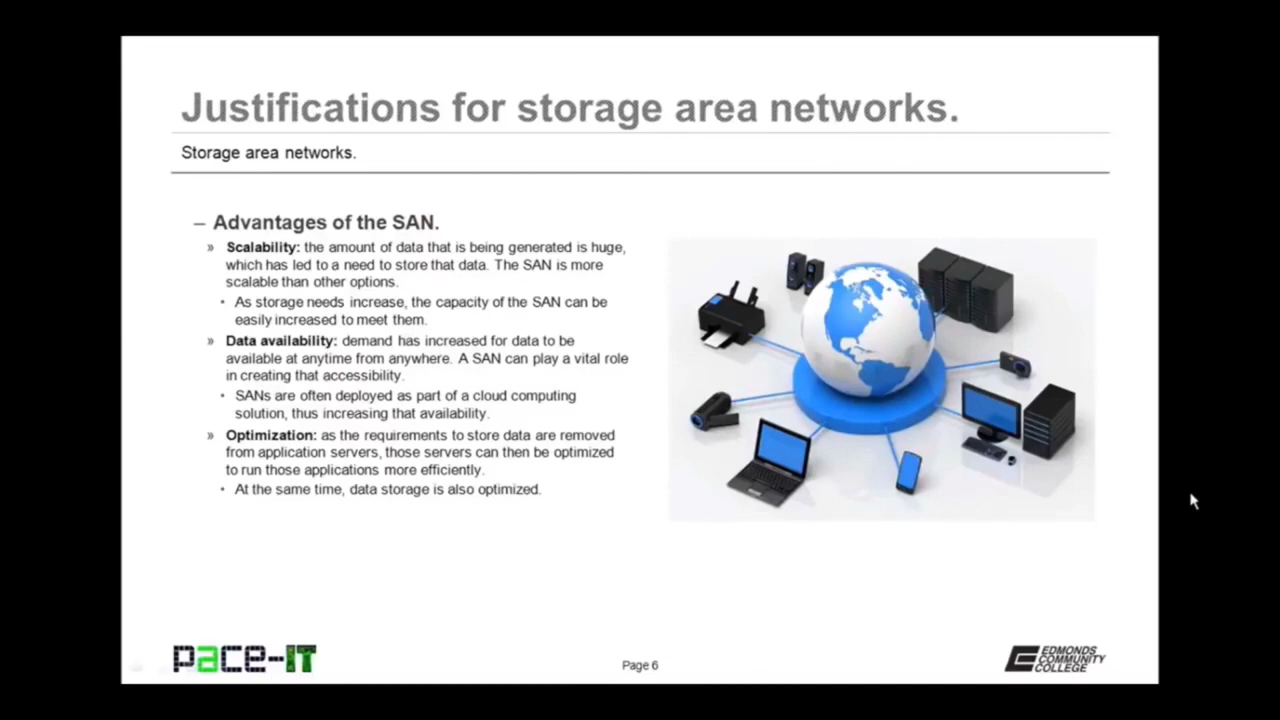 Justifications for storage area networks.
Storage area networks.
– Advantages of the SAN.
» Scalability: the amount of data that is being generated is huge,
which has led to a need to store that data. The SAN is more
scalable than other options.
• As storage needs increase, the capacity of the SAN can be
easily increased to meet them.
» Data availability: demand has increased for data to be
available at anytime from anywhere. A SAN can play a vital role
in creating that accessibility.
• SANs are often deployed as part of a cloud computing
solution, thus increasing that availability.
» Optimization: as the requirements to store data are removed
from application servers, those servers can then be optimized
to run those applications more efficiently.
• At the same time, data storage is also optimized.
pace-IT
Page 6
EDMONDS
COMMUNITY
COLLEGE